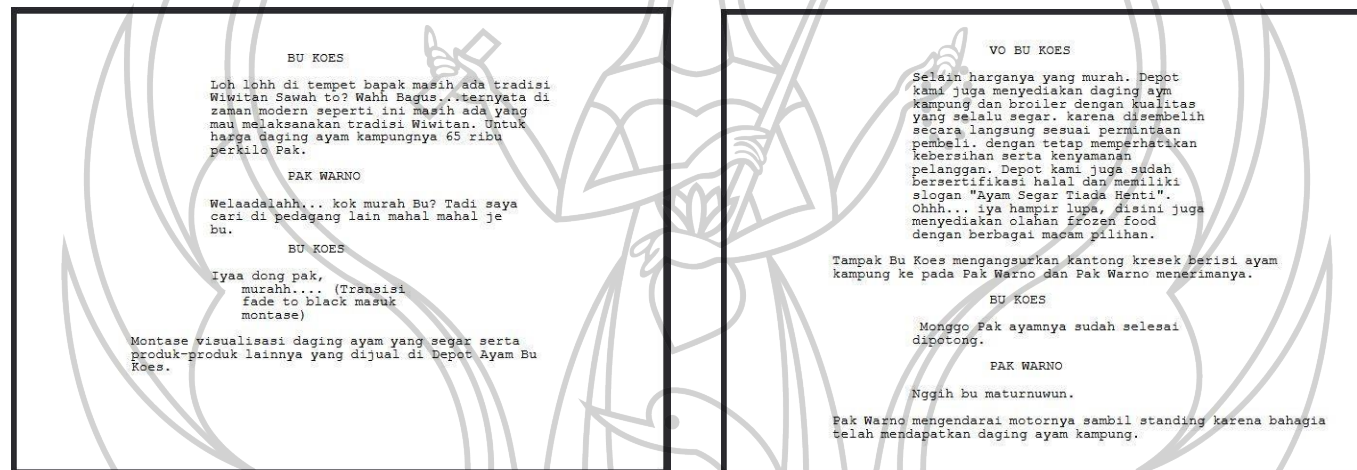 BU KOES
Loh lohh di tempet bapak masih ada tradisi
Wiwitan Sawah to? Wahh Bagus...ternyata di
zaman modern seperti ini masih ada yang
mau melaksanakan tradisi Wiwitan. Untuk
harga daging ayam kampungnya 65 ribu
perkilo Pak.
PAK WARNO
Welaadalahh... kok murah Bu? Tadi saya
cari di pedagang lain mahal mahal je
bu.
BU KOES
Iyaa dong pak,
murahh.... (Transisi
fade to black masuk
montase)
Montase visualisasi daging ayam yang segar serta
produk-produk lainnya yang dijual di Depot Ayam Bu
Koes.
VO BU KOES
Selain harganya yang murah. Depot
kami juga menyediakan daging aym
kampung dan broiler dengan kualitas
yang selalu segar. karena disembelih
secara langsung sesuai permintaan
pembeli. dengan tetap memperhatikan
kebersihan serta kenyamanan
pelanggan. Depot kami juga sudah
bersertifikasi halal dan memiliki
slogan "Ayam Segar Tiada Henti".
Ohhh... iya hampir lupa, disini juga
menyediakan olahan frozen food
dengan berbagai macam pilihan.
Tampak Bu Koes mengangsurkan kantong kresek berisi ayam
kampung ke pada Pak Warno dan Pak Warno menerimanya.
BU KOES
Monggo Pak ayamnya sudah selesai
dipotong.
PAK WARNO
Nggih bu maturnuwun.
Pak Warno mengendarai motornya sambil standing karena bahagia
telah mendapatkan daging ayam kampung.